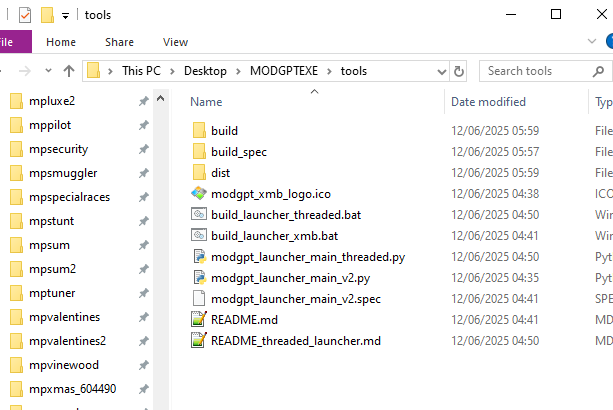 tools
File
Home
Share
View
This PC > Desktop > MODGPTEXE > tools
Search tools
mpluxe2
mppilot
mpsecurity
mpsmuggler
mpspecialraces
mpstunt
mpsum
mpsum2
mptuner
mpvalentines
mpvalentines2
mpvinewood
mpxmas_604490
Name Date modified Typ
build 12/06/2025 05:59 File
build_spec 12/06/2025 05:57 File
dist 12/06/2025 05:59 File
modgpt_xmb_logo.ico 12/06/2025 04:38 ICO
build_launcher_threaded.bat 12/06/2025 04:50 Win
build_launcher_xmb.bat 12/06/2025 04:41 Win
modgpt_launcher_main_threaded.py 12/06/2025 04:50 Pyt
modgpt_launcher_main_v2.py 12/06/2025 04:35 Pyt
modgpt_launcher_main_v2.spec 12/06/2025 04:41 SPE
README.md 12/06/2025 04:41 MD
README_threaded_launcher.md 12/06/2025 04:50 MD